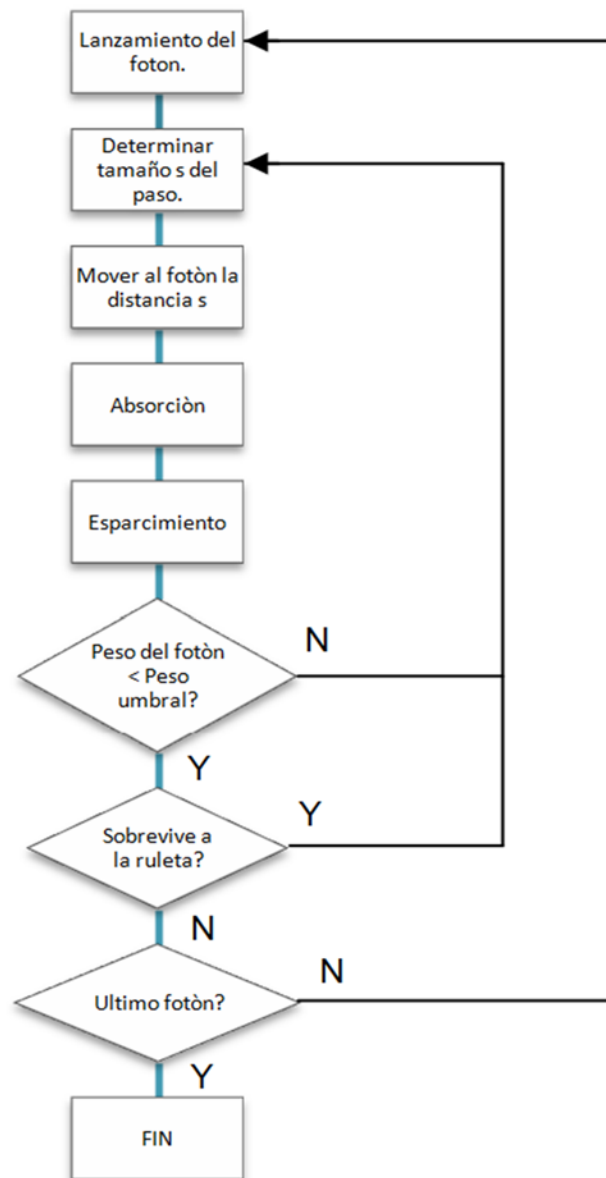 Lanzamiento del
foton.
Determinar
tamaño s del
paso.
Mover al fotòn la
distancia s
Absorciòn
Esparcimiento
Peso del fotòn
< Peso
umbral?
N
Y
Sobrevive a
la ruleta?
Y
N
Ultimo fotòn?
N
Y
FIN